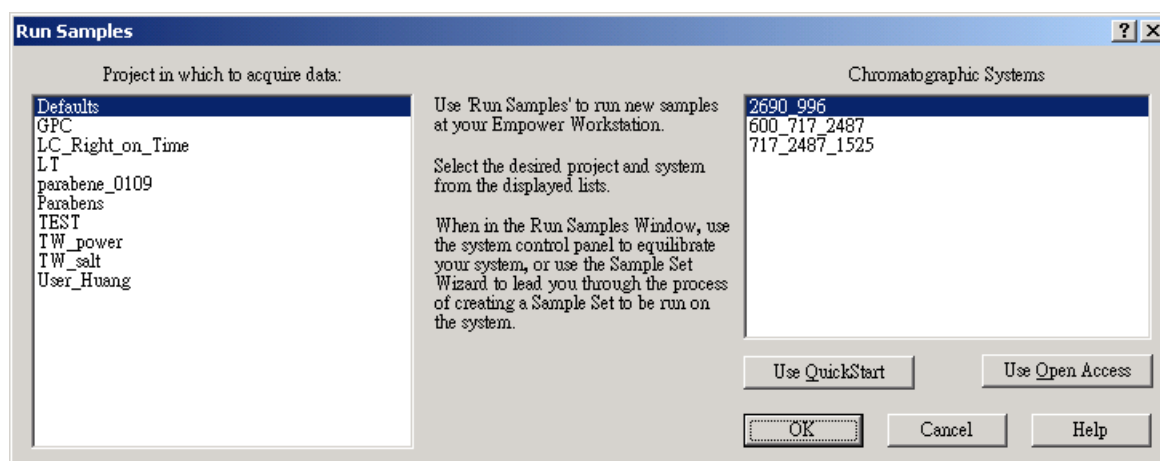 Run Samples
Project in which to acquire data:
Defaults
GPC
LC_Right_on_Time
LT
parabene_0109
Parabens
TEST
TW_power
TW_salt
User_Huang
Use 'Run Samples' to run new samples
at your Empower Workstation.
Select the desired project and system
from the displayed lists.
When in the Run Samples Window, use
the system control panel to equilibrate
your system, or use the Sample Set
Wizard to lead you through the process
of creating a Sample Set to be run on
the system.
Chromatographic Systems
2690_996
600_717_2487
717_2487_1525
Use QuickStart
Use Open Access
OK
Cancel
Help